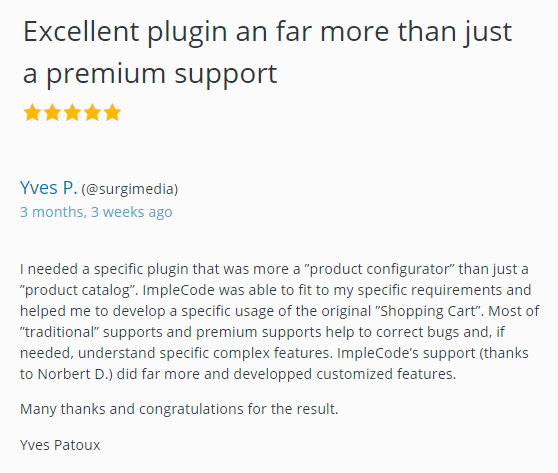 Excellent plugin an far more than just
a premium support
Yves P. (@surgimedia)
3 months, 3 weeks ago
I needed a specific plugin that was more a ”product configurator” than just a
”product catalog”. ImpleCode was able to fit to my specific requirements and
helped me to develop a specific usage of the original ”Shopping Cart”. Most of
”traditional” supports and premium supports help to correct bugs and, if
needed, understand specific complex features. ImpleCode’s support (thanks
to Norbert D.) did far more and developped customized features.
Many thanks and congratulations for the result.
Yves Patoux